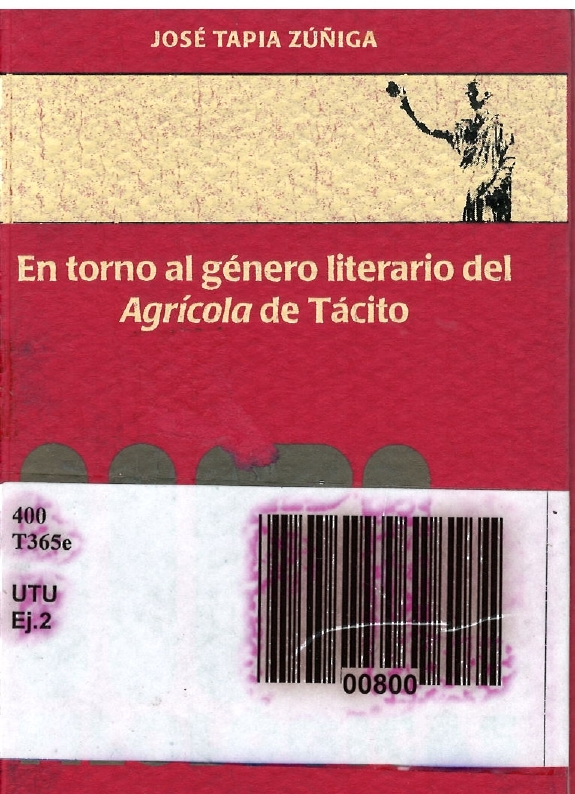 JOSÉ TAPIA ZÚÑIGA
En torno al género literario del
Agrícola de Tácito
400
T365e
UTU
Ej.2
00800